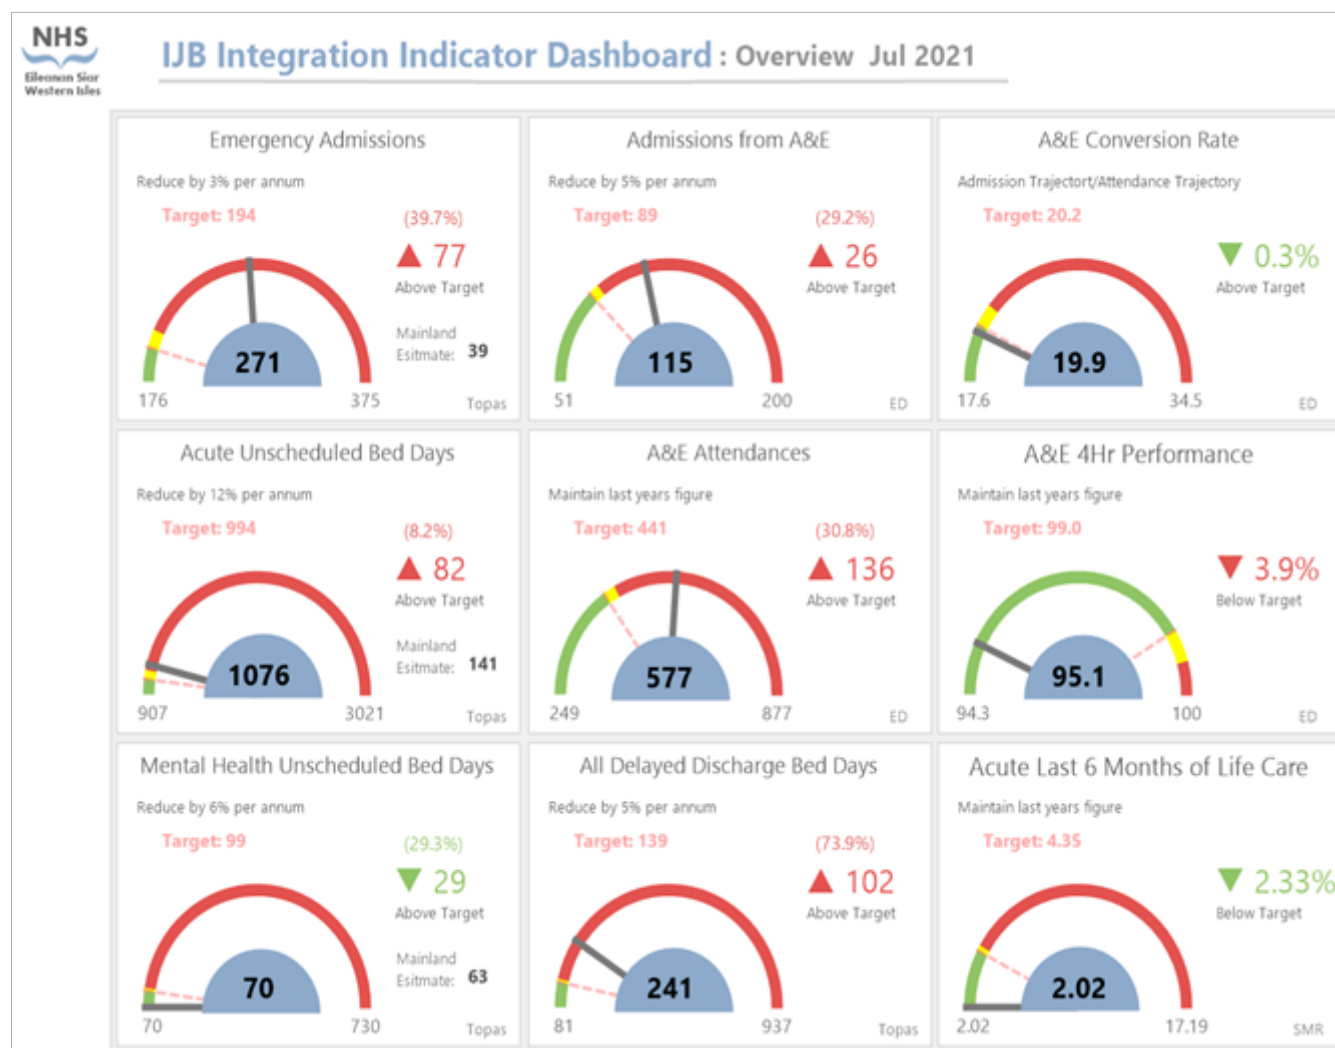 NHS
Eileanan Siar
Western Isles
IJB Integration Indicator Dashboard : Overview Jul 2021
Emergency Admissions
Reduce by 3% per annum
Target: 194
(39.7%)
▲ 77
Above Target
Mainland
Esitmate: 39
271
176
375
Topas
Admissions from A&E
Reduce by 5% per annum
Target: 89
(29.2%)
▲ 26
Above Target
115
51
200
ED
A&E Conversion Rate
Admission Trajectort/Attendance Trajectory
Target: 20.2
▼ 0.3%
Above Target
19.9
17.6
34.5
ED
Acute Unscheduled Bed Days
Reduce by 12% per annum
Target: 994
(8.2%)
▲ 82
Above Target
Mainland
Esitmate: 141
1076
907
3021
Topas
A&E Attendances
Maintain last years figure
Target: 441
(30.8%)
▲ 136
Above Target
577
249
877
ED
A&E 4Hr Performance
Maintain last years figure
Target: 99.0
▼ 3.9%
Below Target
95.1
94.3
100
ED
Mental Health Unscheduled Bed Days
Reduce by 6% per annum
Target: 99
(29.3%)
▼ 29
Above Target
Mainland
Esitmate: 63
70
70
730
Topas
All Delayed Discharge Bed Days
Reduce by 5% per annum
Target: 139
(73.9%)
▲ 102
Above Target
241
81
937
Topas
Acute Last 6 Months of Life Care
Maintain last years figure
Target: 4.35
▼ 2.33%
Below Target
2.02
2.02
17.19
SMR